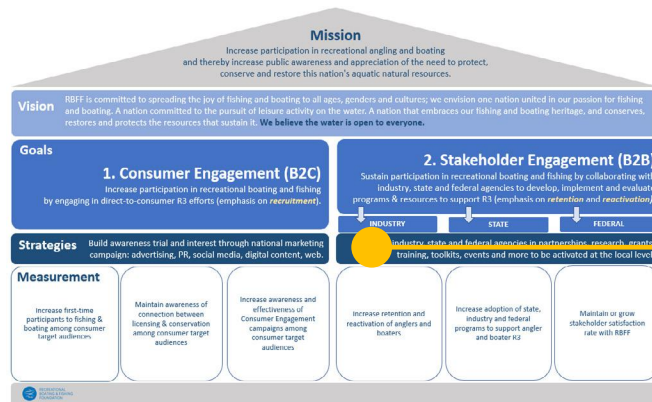 Mission
Increase participation in recreational angling and boating
and thereby increase public awareness and appreciation of the need to protect,
conserve and restore this nation's aquatic natural resources.
Vision
RBFF is committed to spreading the joy of fishing and boating to all ages, genders and cultures; we envision one nation united in our passion for fishing
and boating. A nation committed to the pursuit of leisure activity on the water. A nation that embraces our fishing and boating heritage, and conserves,
restores and protects the resources that sustain it. We believe the water is open to everyone.
Goals
1. Consumer Engagement (B2C)
Increase participation in recreational boating and fishing
by engaging in direct-to-consumer R3 efforts (emphasis on recruitment).
2. Stakeholder Engagement (B2B)
Sustain participation in recreational boating and fishing by collaborating with
industry, state and federal agencies to develop, implement and evaluate
programs & resources to support R3 (emphasis on retention and reactivation)
INDUSTRY
STATE
FEDERAL
Strategies
Build awareness trial and interest through national marketing
campaign: advertising, PR, social media, digital content, web.
industry, state and federal agencies in partnerships, research, grants
training, toolkits, events and more to be activated at the local level
Measurement
Increase first-time
participants to fishing &
boating among consumer
target audiences
Maintain awareness of
connection between
licensing & conservation
among consumer target
audiences
Increase awareness and
effectiveness of
Consumer Engagement
campaigns among
consumer target
audiences
Increase retention and
reactivation of anglers and
boaters
Increase adoption of state,
industry and federal
programs to support angler
and boater R3
Maintain or grow
stakeholder satisfaction
rate with RBFF
RECREATIONAL
BOATING & FISHING
FOUNDATION